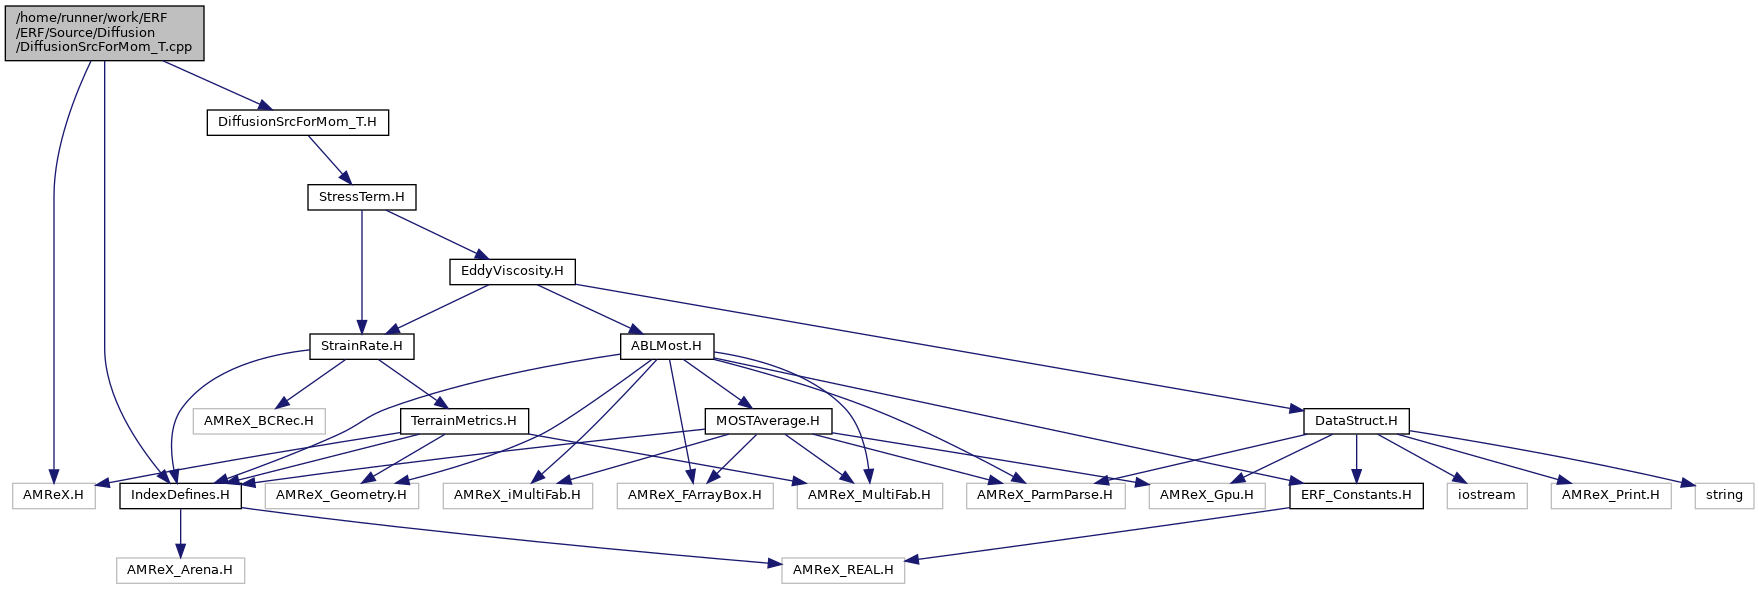 /home/runner/work/ERF
/ERF/Source/Diffusion
/DiffusionSrcForMom_T.cpp
DiffusionSrcForMom_T.H
StressTerm.H
EddyViscosity.H
StrainRate.H
ABLMost.H
AMReX_BCRec.H
TerrainMetrics.H
MOSTAverage.H
DataStruct.H
AMReX.H
IndexDefines.H
AMReX_Geometry.H
AMReX_iMultiFab.H
AMReX_FArrayBox.H
AMReX_MultiFab.H
AMReX_ParmParse.H
AMReX_Gpu.H
ERF_Constants.H
iostream
AMReX_Print.H
string
AMReX_Arena.H
AMReX_REAL.H